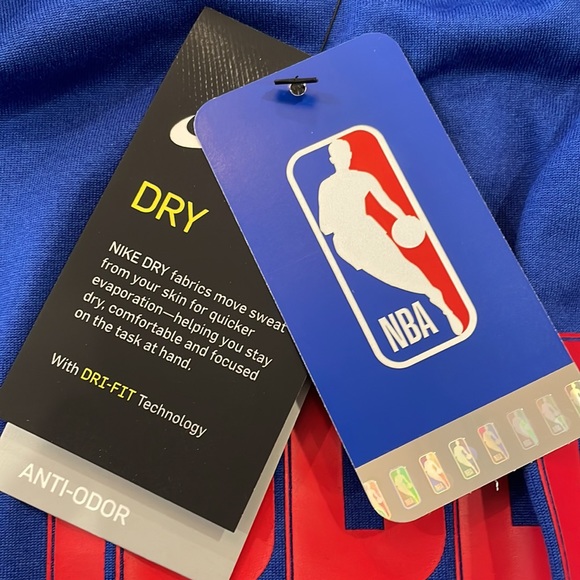 DRY
NIKE DRY fabrics move sweat
from your skin for quicker
evaporation—helping you stay
dry, comfortable and focused
on the task at hand.
With DRI-FIT Technology
ANTI-ODOR
NBA